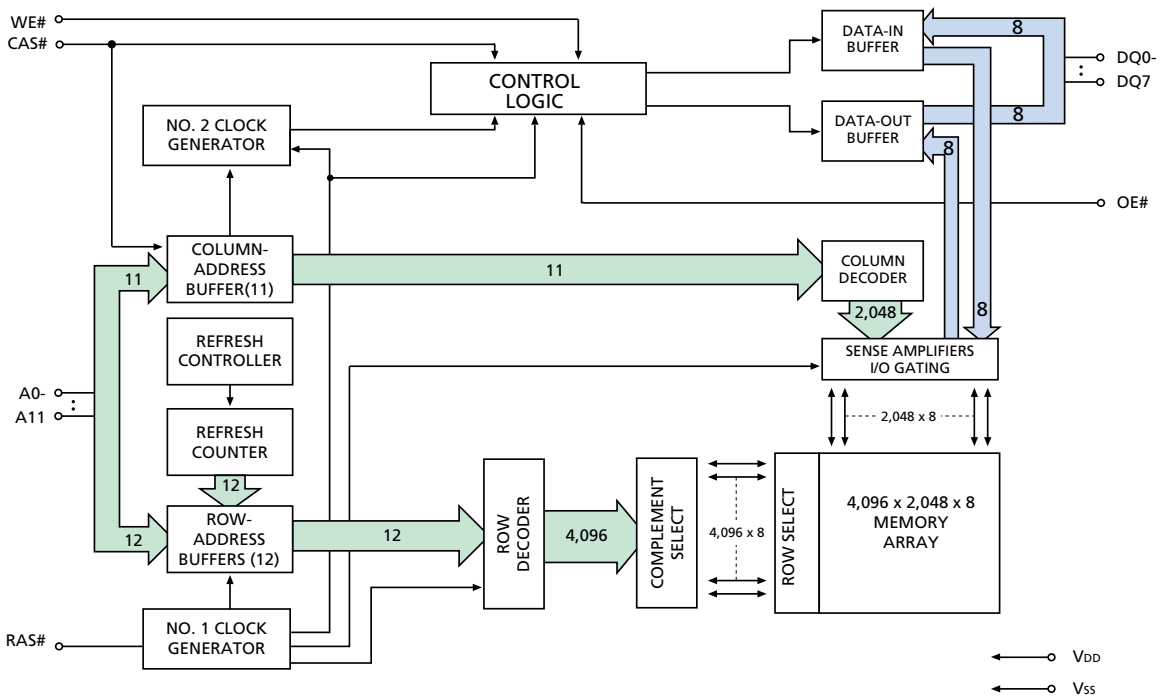 WE#
CAS#
DATA-IN
BUFFER
8
DQ0-
DQ7
CONTROL
LOGIC
NO. 2 CLOCK
GENERATOR
DATA-OUT
BUFFER
8
8
OE#
COLUMN-
ADDRESS
BUFFER(11)
11
11
COLUMN
DECODER
2,048
8
REFRESH
CONTROLLER
SENSE AMPLIFIERS
I/O GATING
A0-
A11
2,048 x 8
REFRESH
COUNTER
12
ROW-
ADDRESS
BUFFERS (12)
12
12
ROW
DECODER
4,096
COMPLEMENT
SELECT
4,096 x 8
ROW SELECT
4,096 x 2,048 x 8
MEMORY
ARRAY
RAS#
NO. 1 CLOCK
GENERATOR
VDD
VSS